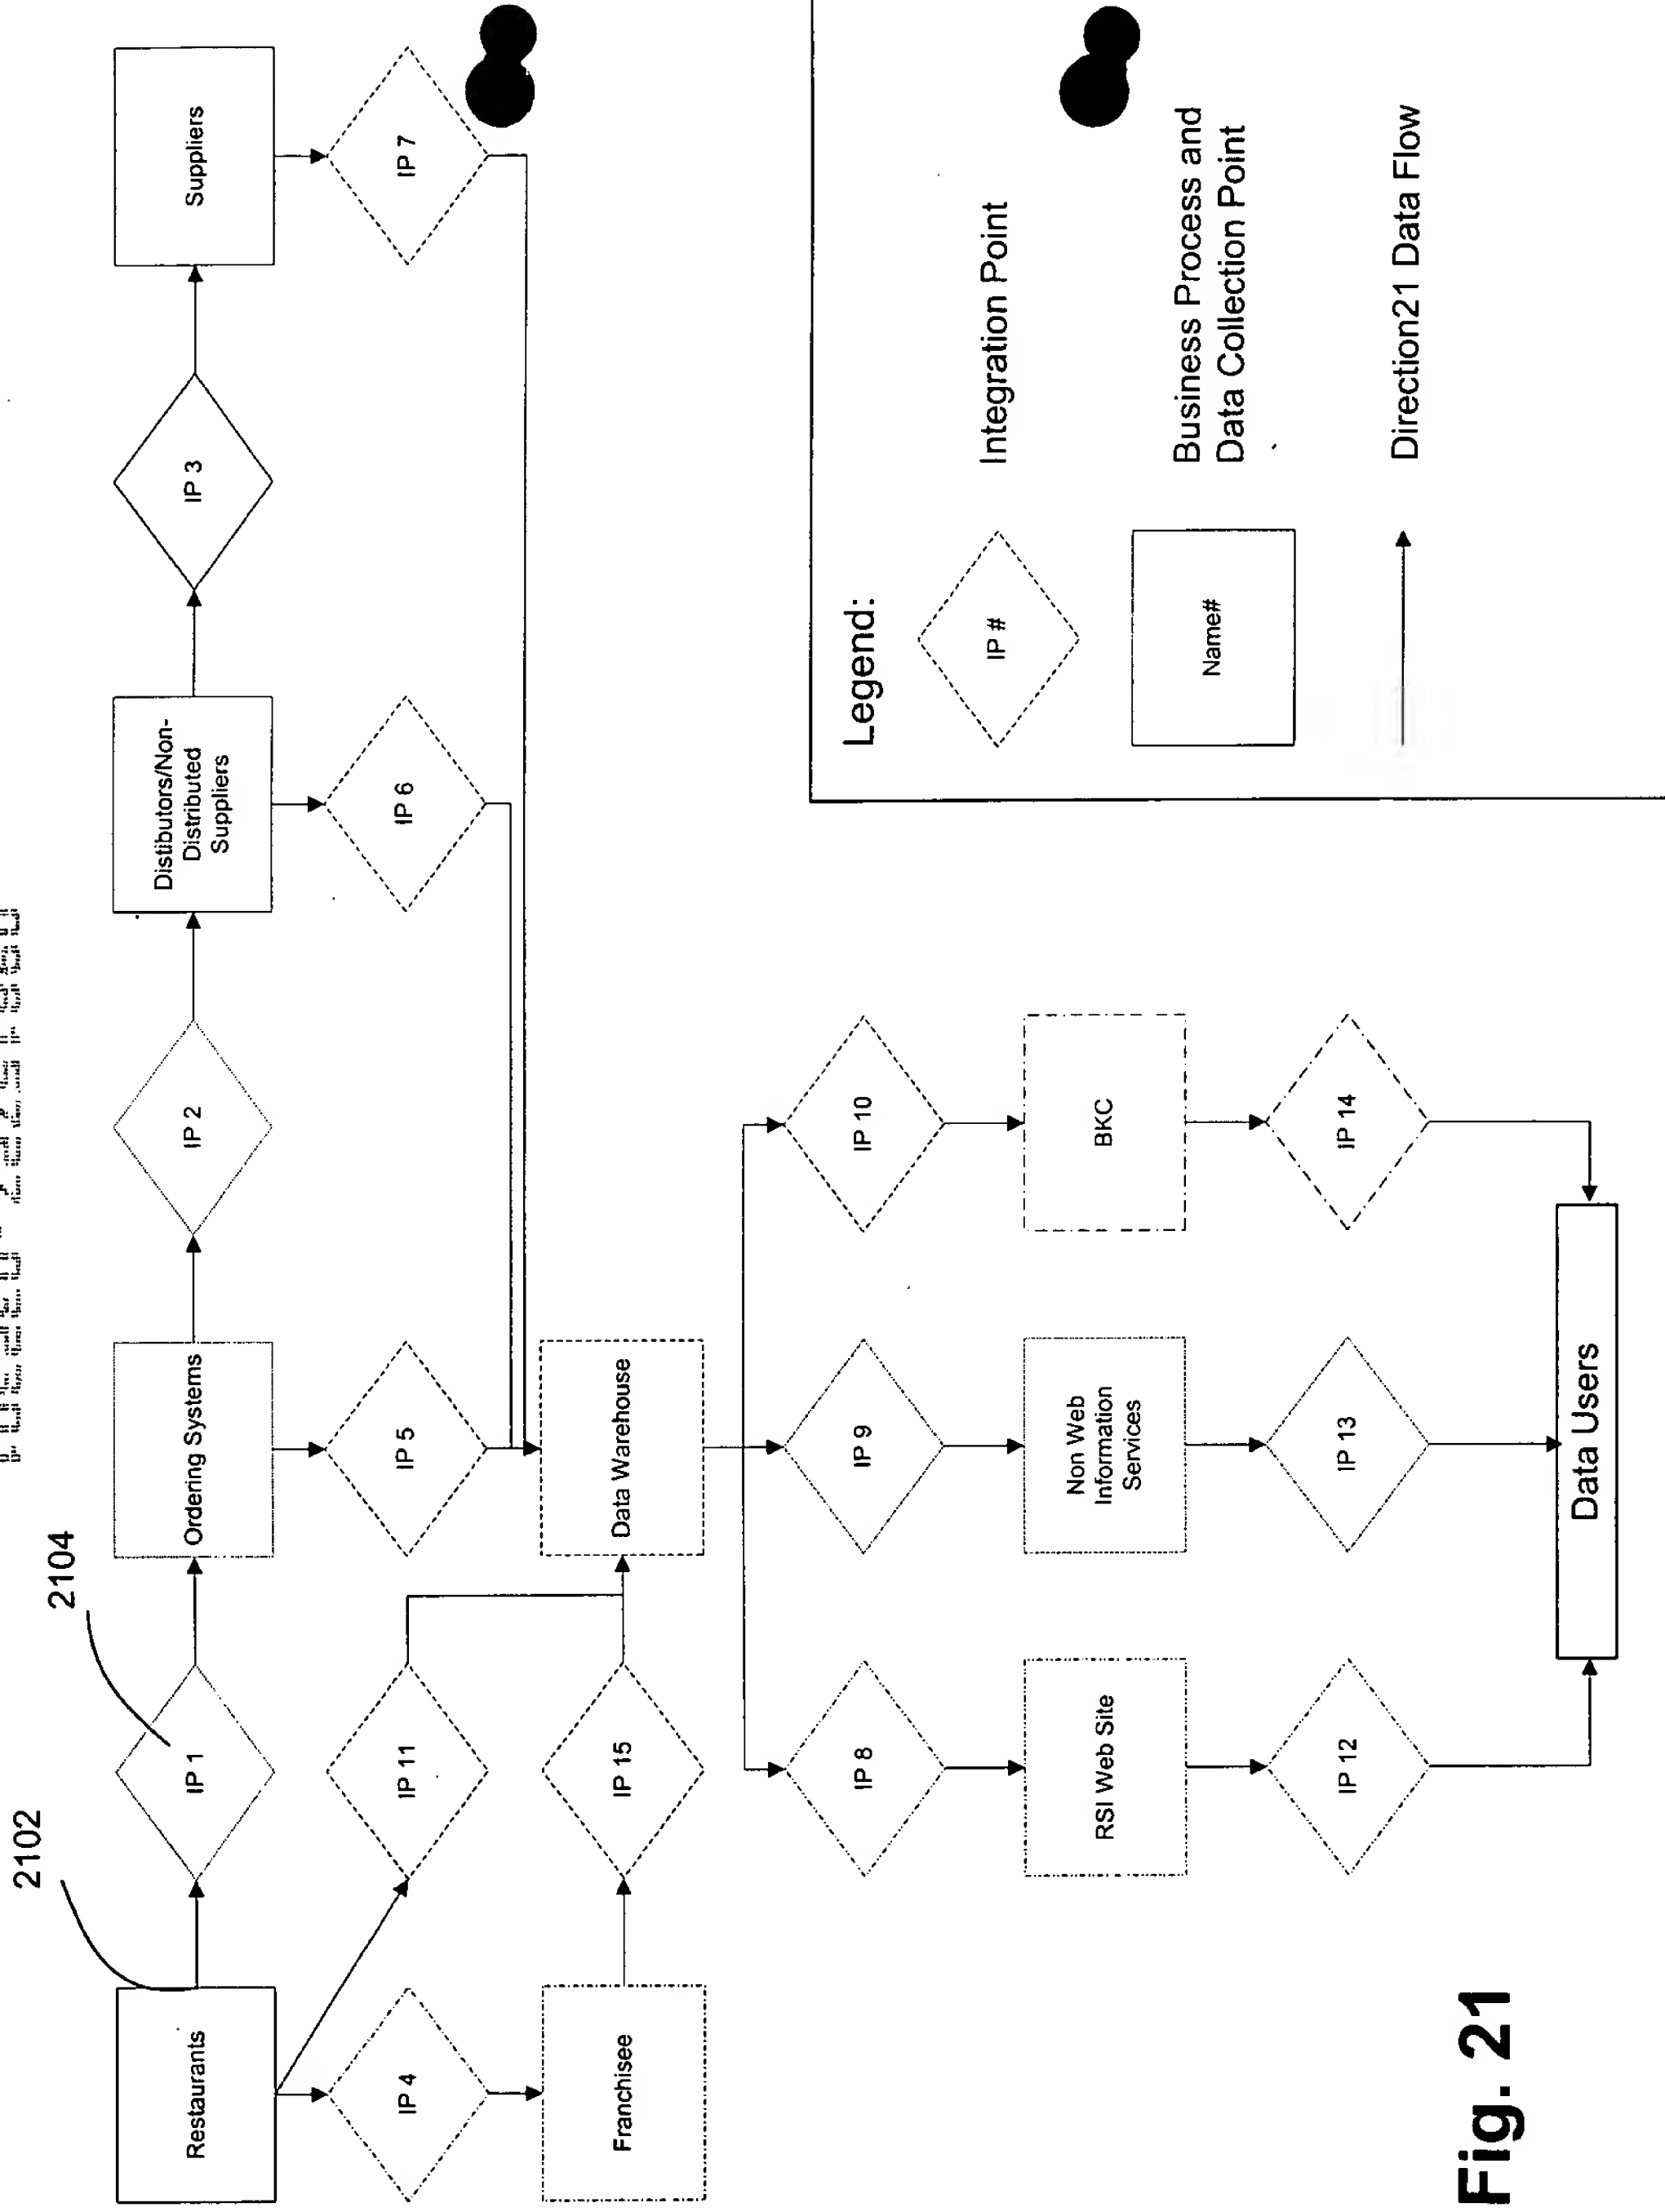 2102
2104
Restaurants
IP 1
Ordering Systems
IP 2
Distibutors/Non-
Distributed
Suppliers
IP 3
Suppliers
IP 4
IP 11
IP 5
IP 6
IP 7
Franchisee
IP 15
Data Warehouse
IP 8
IP 9
IP 10
RSI Web Site
Non Web
Information
Services
BKC
IP 12
IP 13
IP 14
Data Users
Legend:
IP #
Integration Point
Name#
Business Process and
Data Collection Point
Direction21 Data Flow
Fig. 21